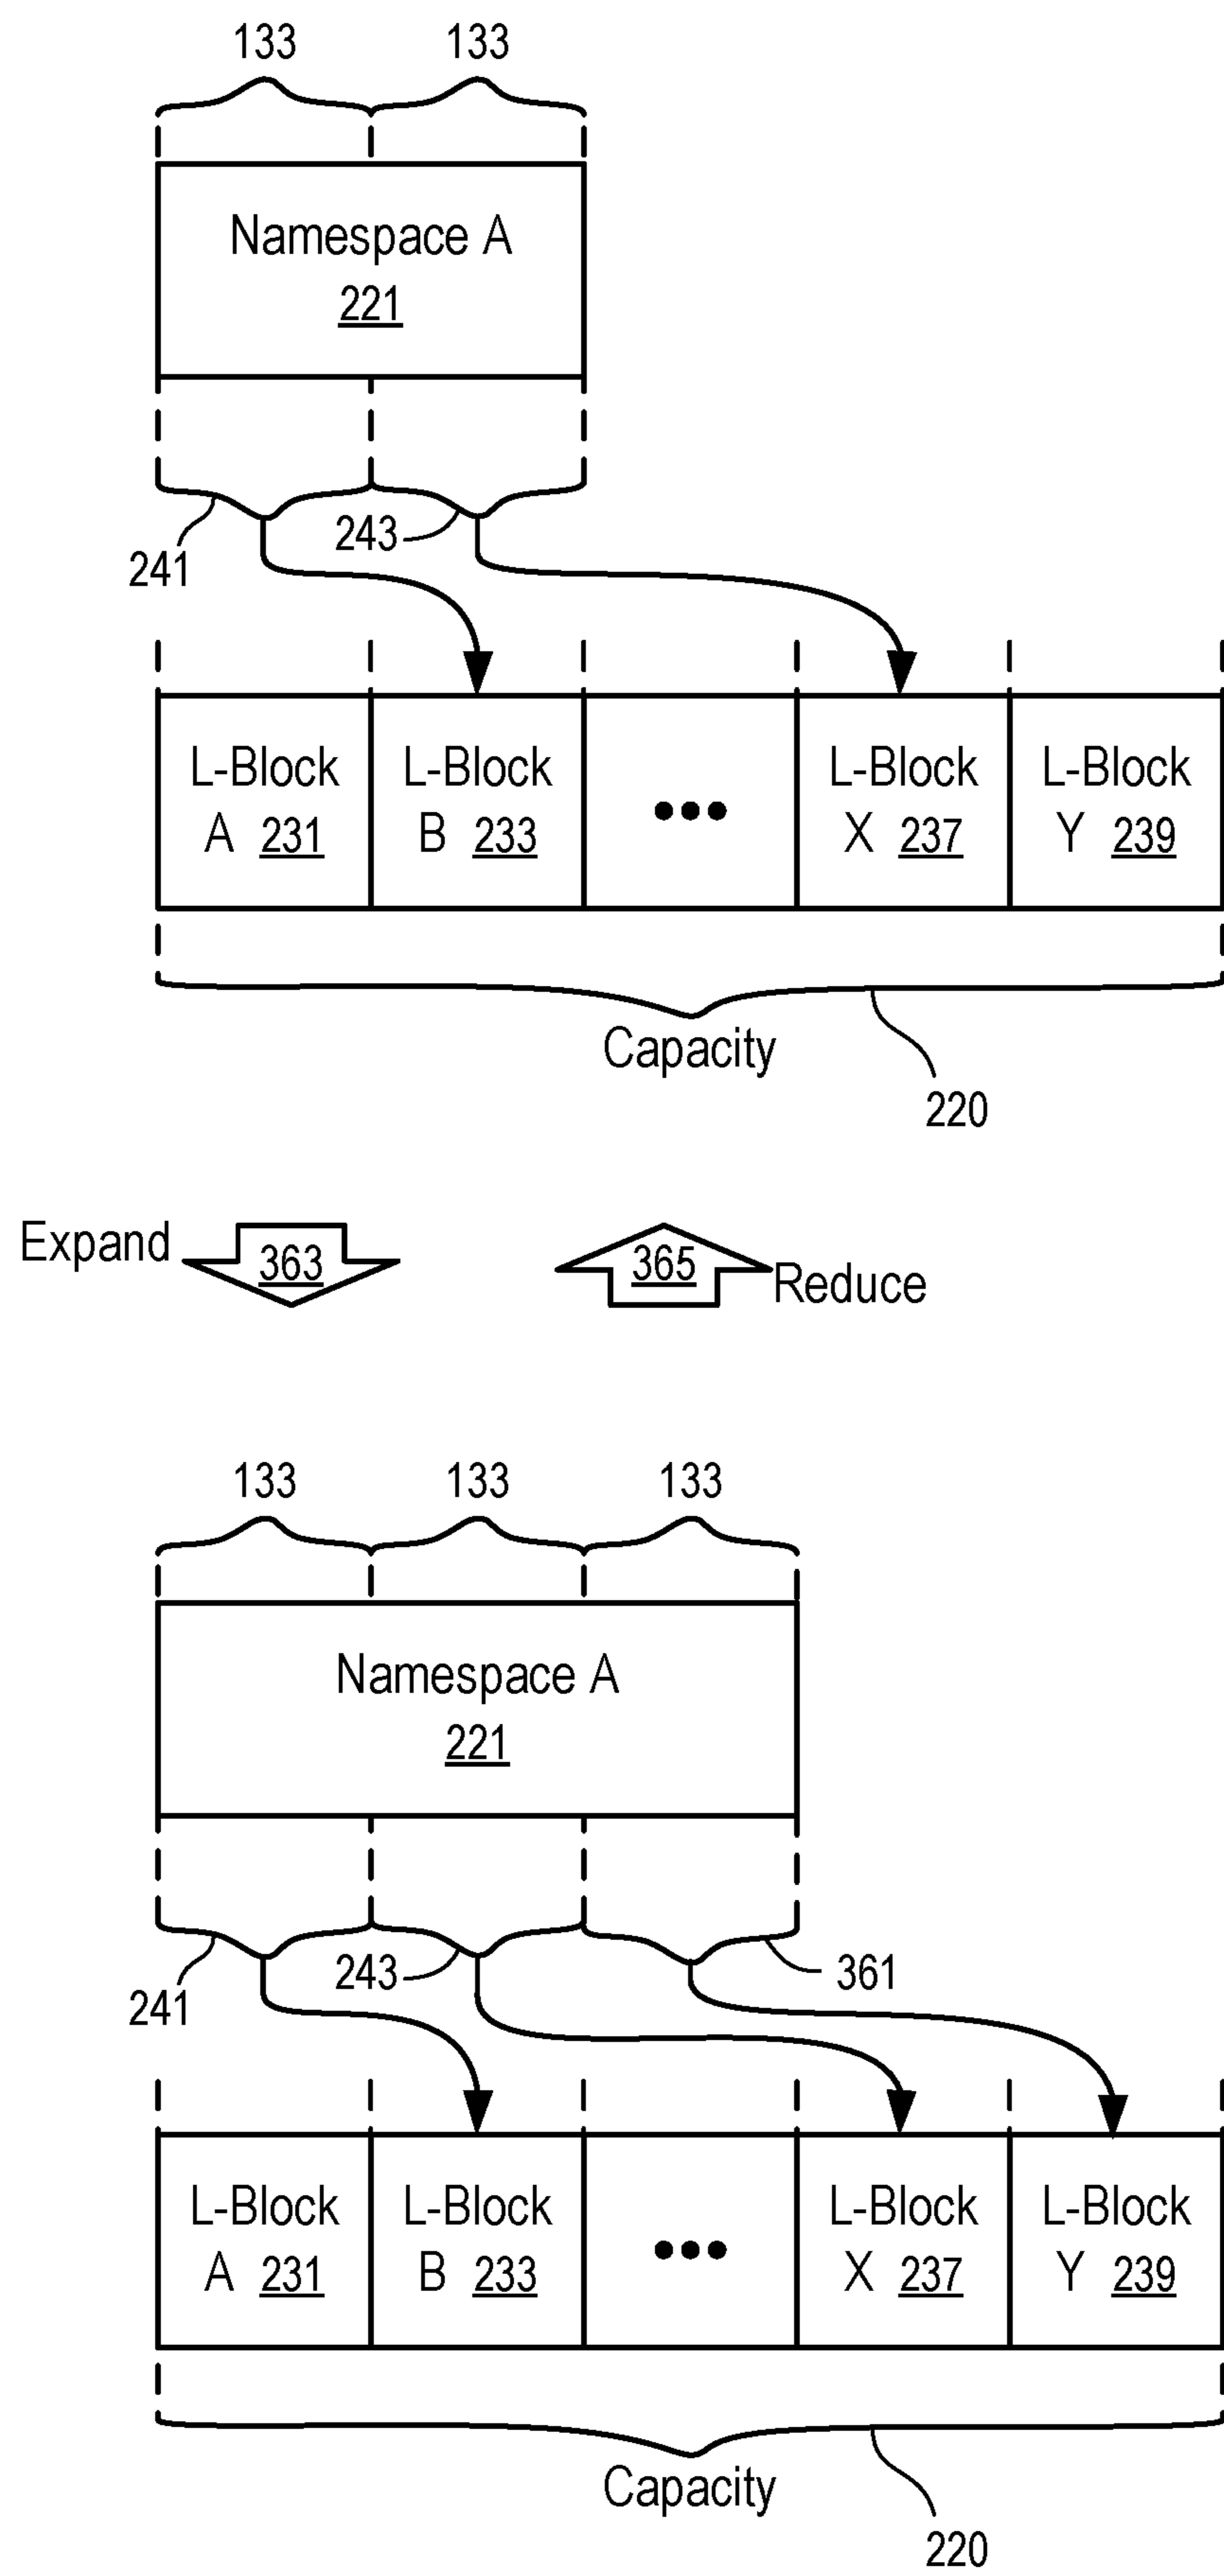 133 133
Namespace A
221
241 243
L-Block L-Block L-Block L-Block
A 231 B 233 ••• X 237 Y 239
Capacity
220
Expand 363 365 Reduce
133 133 133
Namespace A
221
241 243 361
L-Block L-Block L-Block L-Block
A 231 B 233 ••• X 237 Y 239
Capacity
220